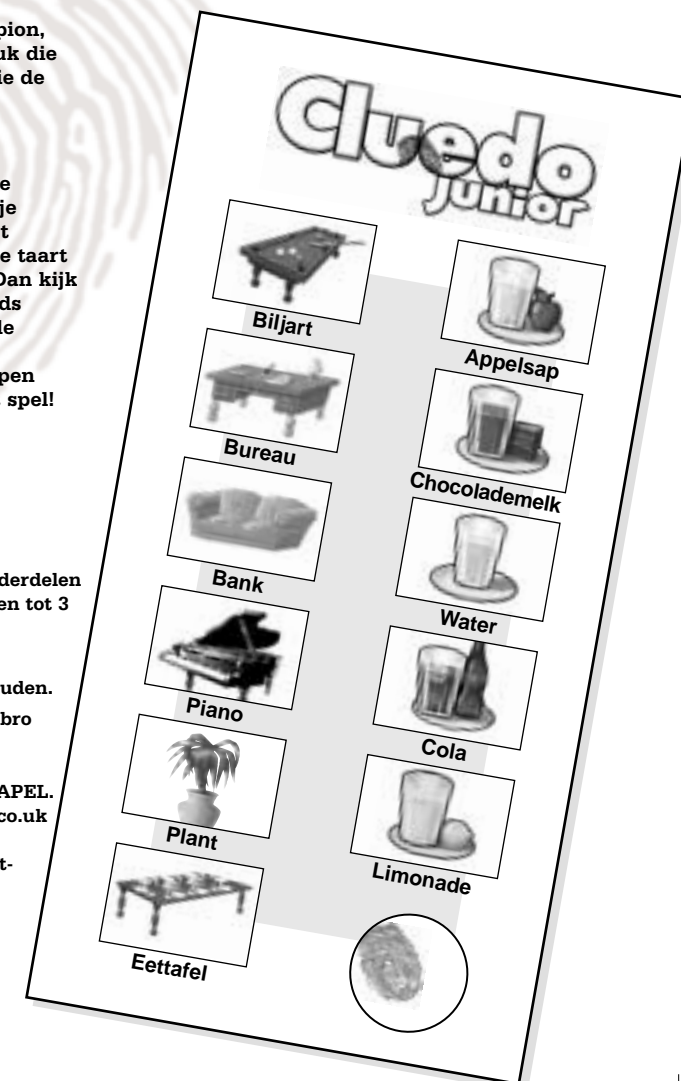 pion,
uk die
ie de
e
je
t
e taart
Dan kijk
ds
le
pen
spel!
derdelen
en tot 3
uden.
bro
APEL.
co.uk
t-
Cluedo
junior
Biljart
Bureau
Bank
Piano
Plant
Eettafel
Appelsap
Chocolademelk
Water
Cola
Limonade